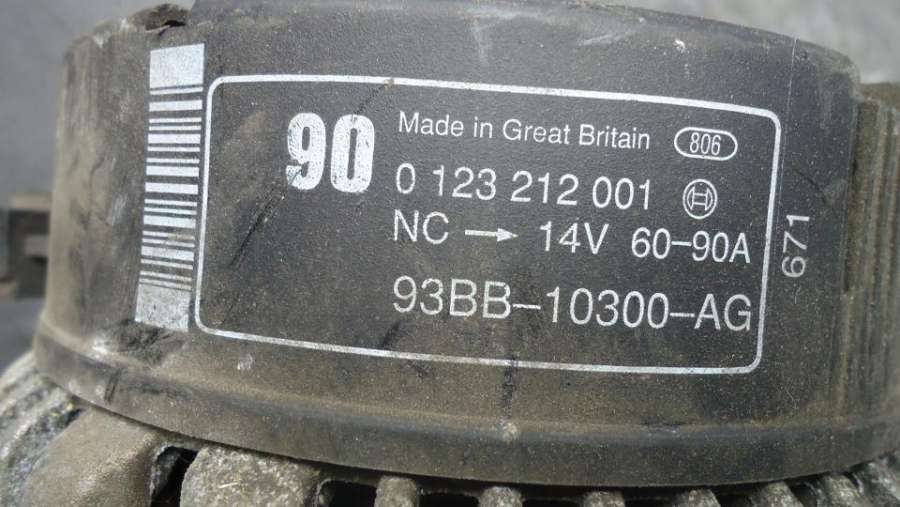 90
Made in Great Britain 806
0 123 212 001
NC → 14V 60-90A
93BB-10300-AG
671